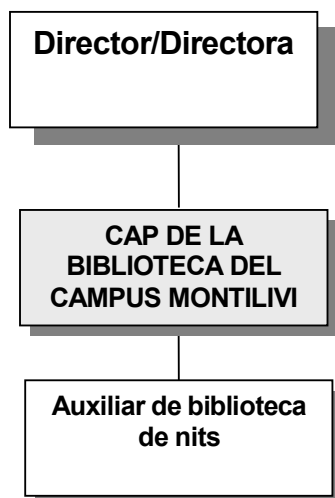 Director/Directora
CAP DE LA
BIBLIOTECA DEL
CAMPUS MONTILIVI
Auxiliar de biblioteca
de nits